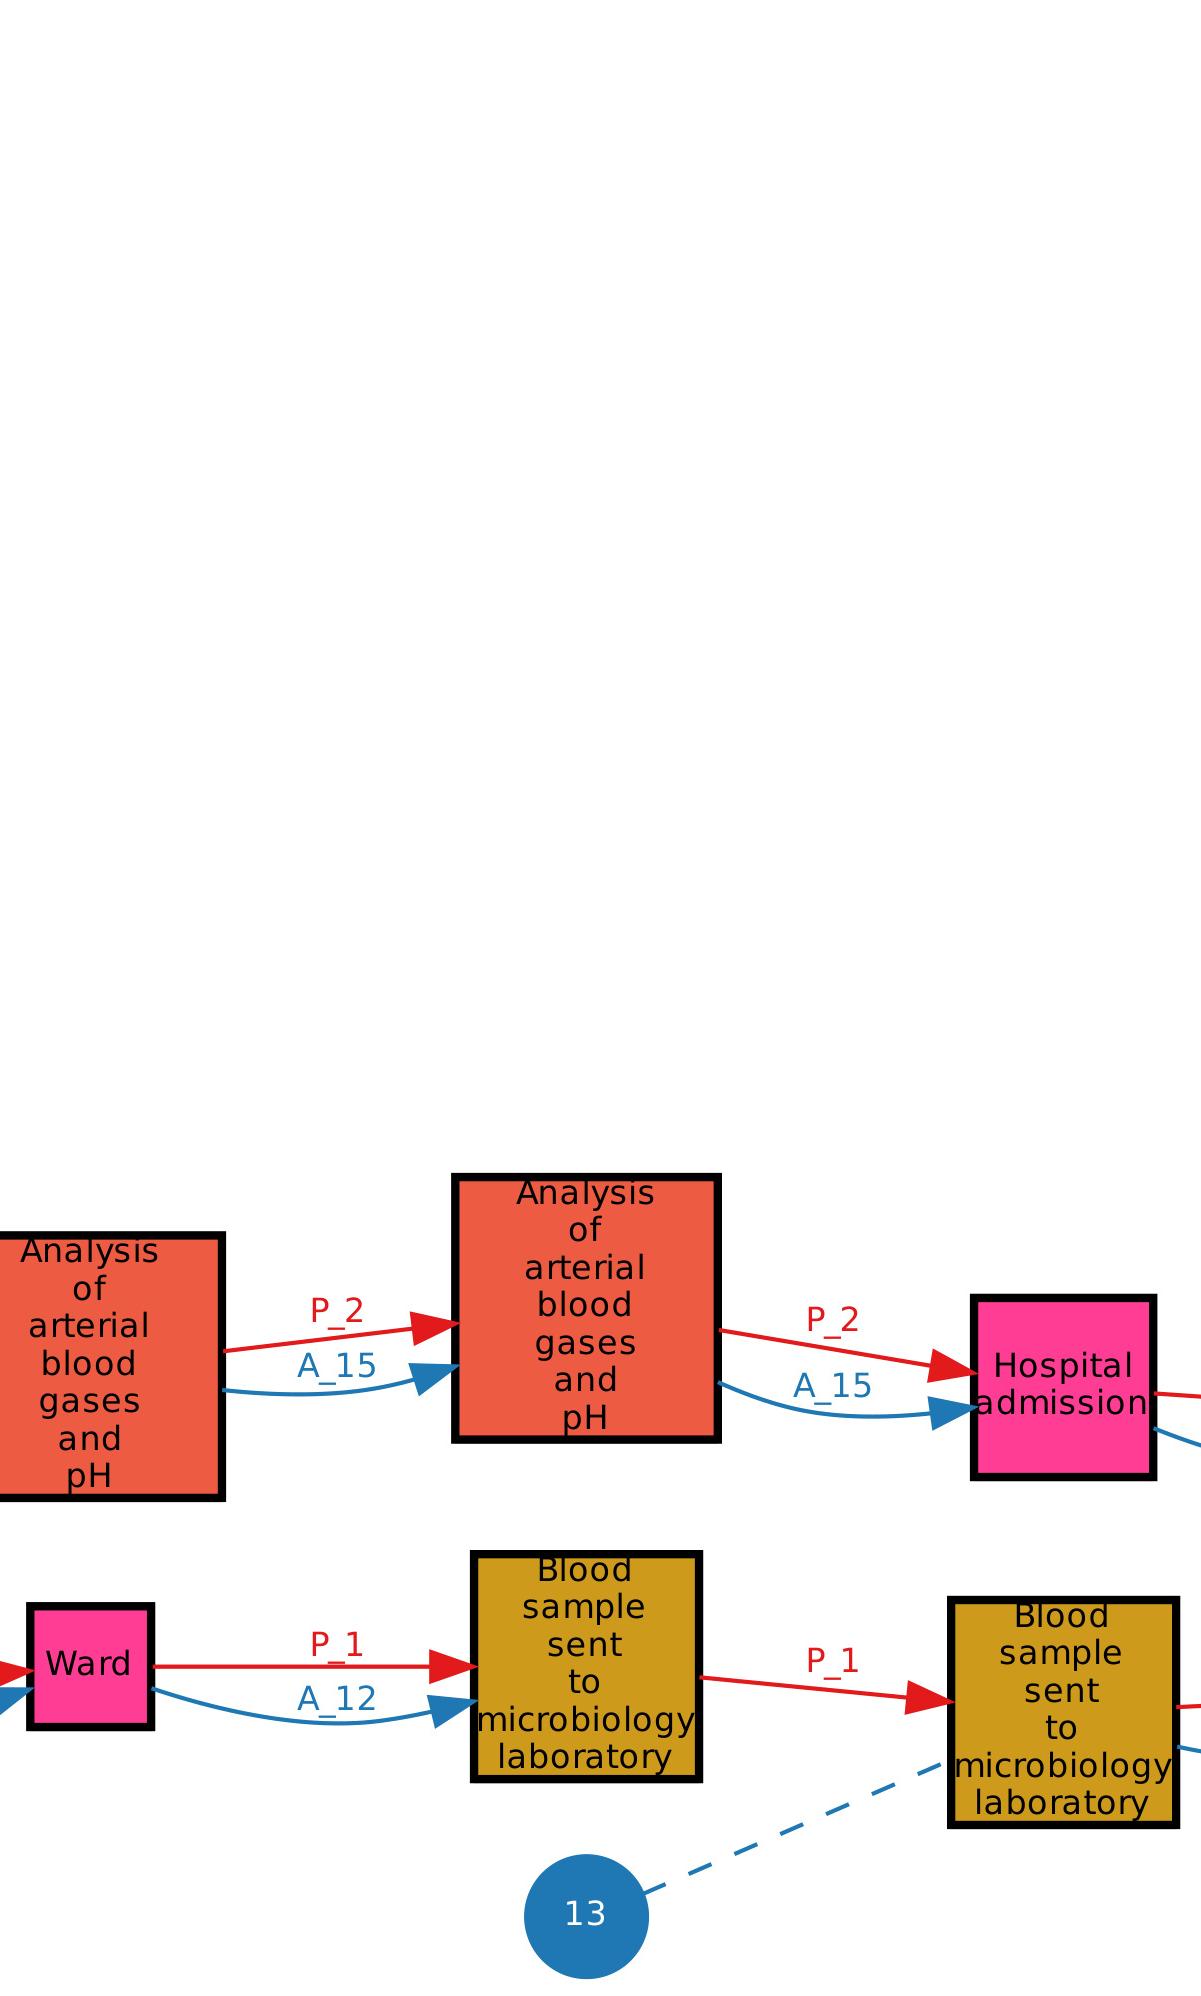 Analysis
of
arterial
blood
gases
and
pH
P_2
A_15
Analysis
of
arterial
blood
gases
and
pH
P_2
A_15
Hospital
admission
Ward
P_1
A_12
Blood
sample
sent
to
microbiology
laboratory
P_1
Blood
sample
sent
to
microbiology
laboratory
13